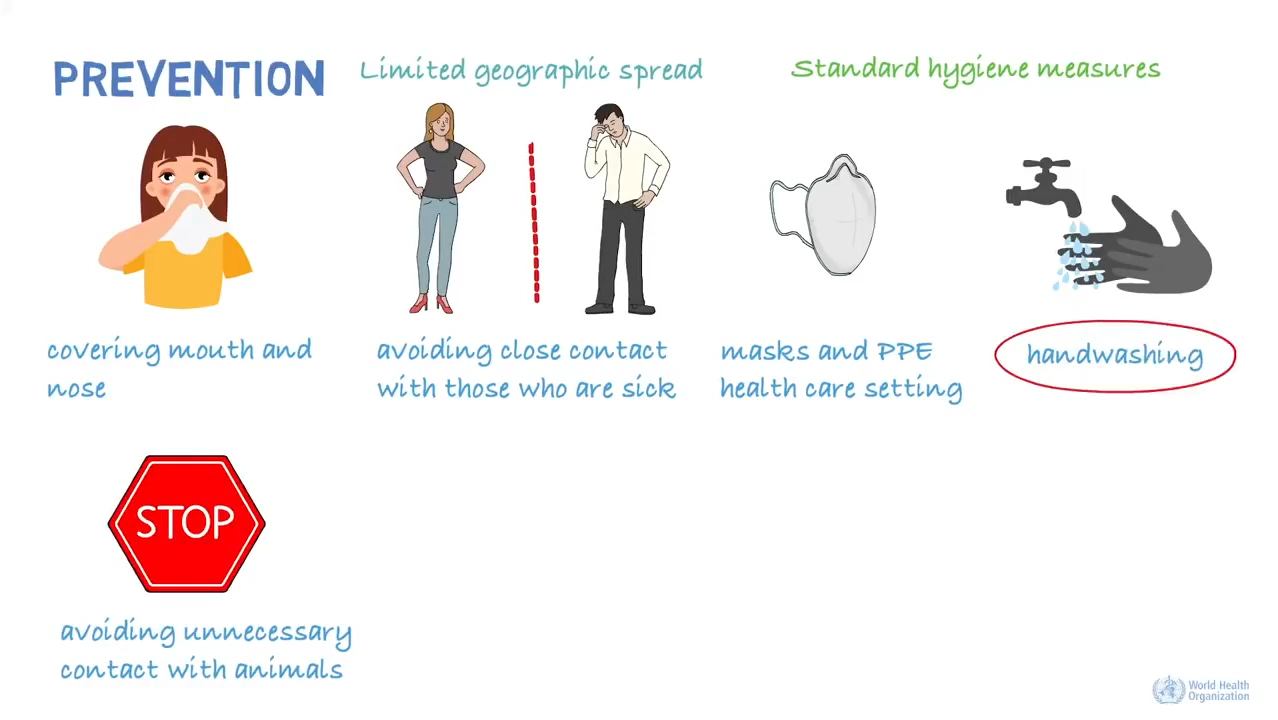 PREVENTION
Limited geographic spread
Standard hygiene measures
covering mouth and
nose
avoiding close contact
with those who are sick
masks and PPE
health care setting
handwashing
STOP
avoiding unnecessary
contact with animals
World Health
Organization